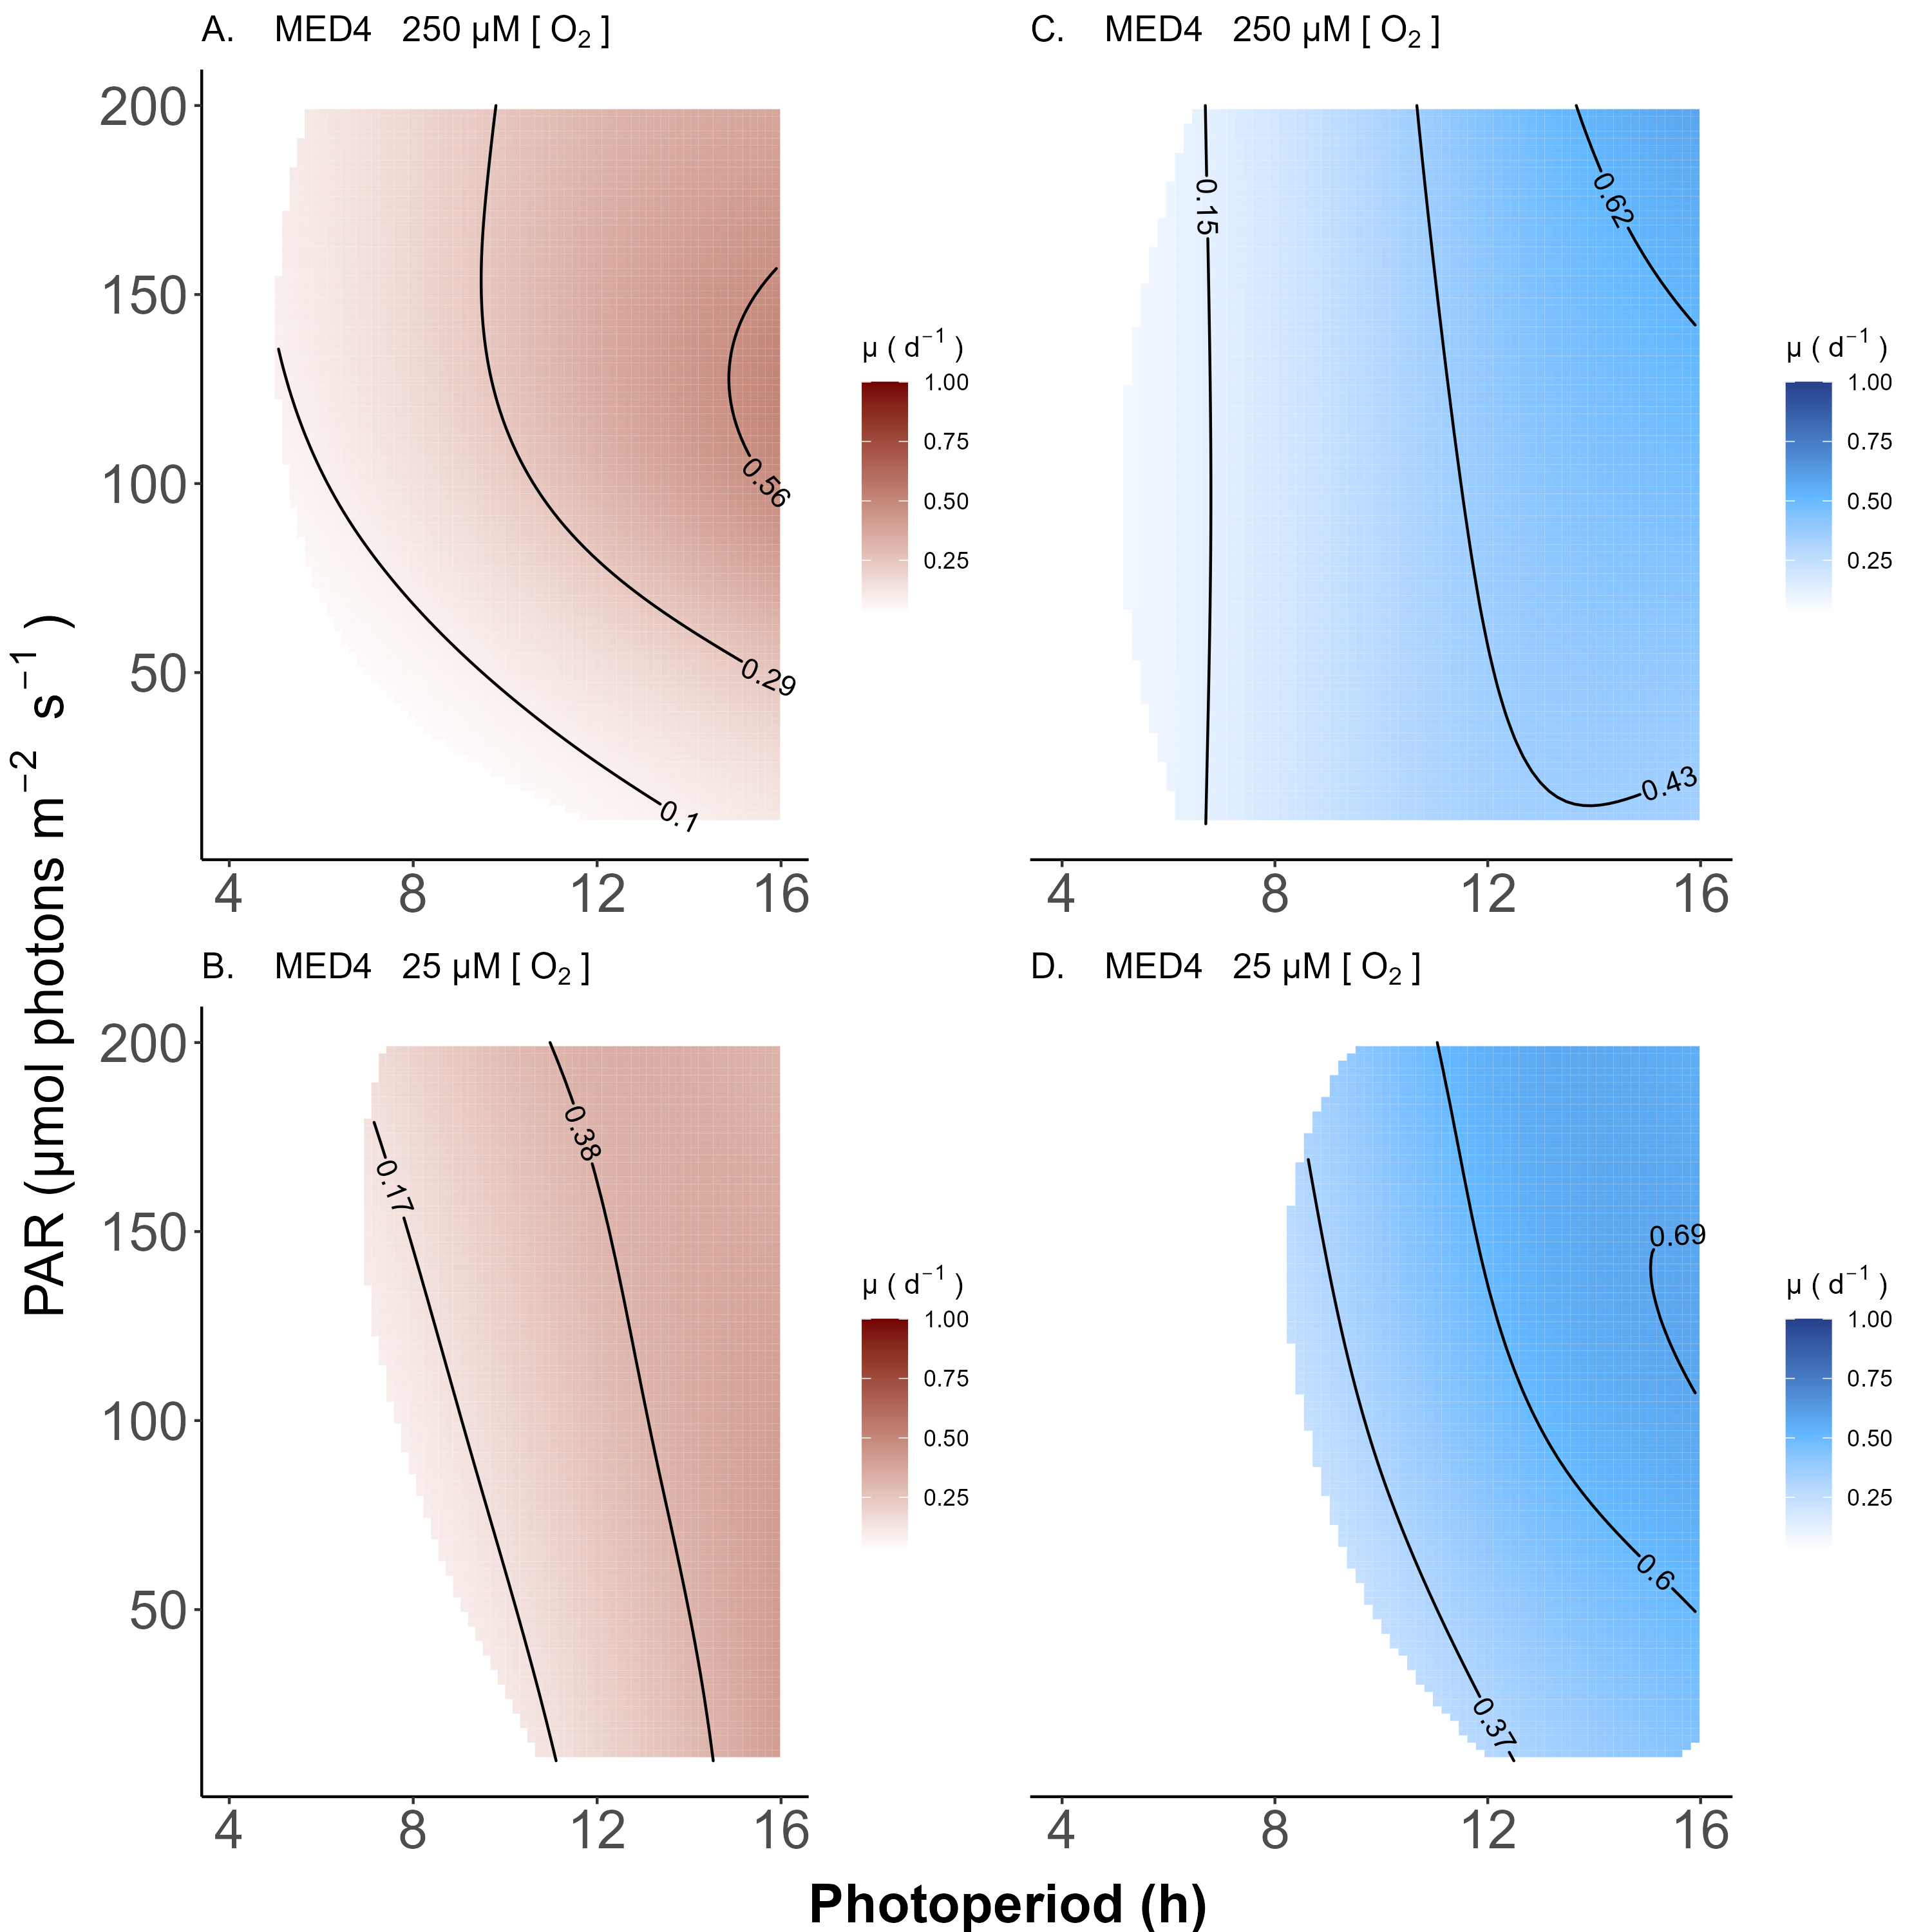 A. MED4 250 µM [ O₂ ]
200
150
100
50
4 8 12 16
0.1
0.29
0.56
µ ( d⁻¹ )
1.00
0.75
0.50
0.25
C. MED4 250 µM [ O₂ ]
4 8 12 16
0.15
0.43
0.62
µ ( d⁻¹ )
1.00
0.75
0.50
0.25
B. MED4 25 µM [ O₂ ]
200
150
100
50
4 8 12 16
0.17
0.38
µ ( d⁻¹ )
1.00
0.75
0.50
0.25
D. MED4 25 µM [ O₂ ]
4 8 12 16
0.37
0.6
0.69
µ ( d⁻¹ )
1.00
0.75
0.50
0.25
PAR (µmol photons m⁻² s⁻¹ )
Photoperiod (h)